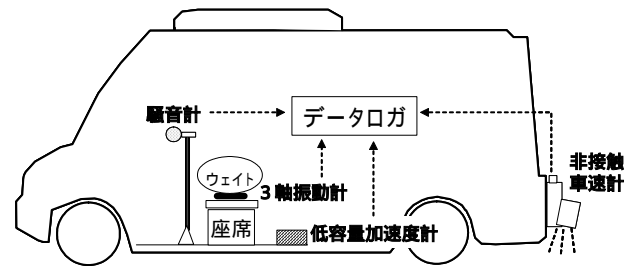 騒音計
データロガ
非接触
車速計
ウェイト
3軸振動計
座席
低容量加速度計